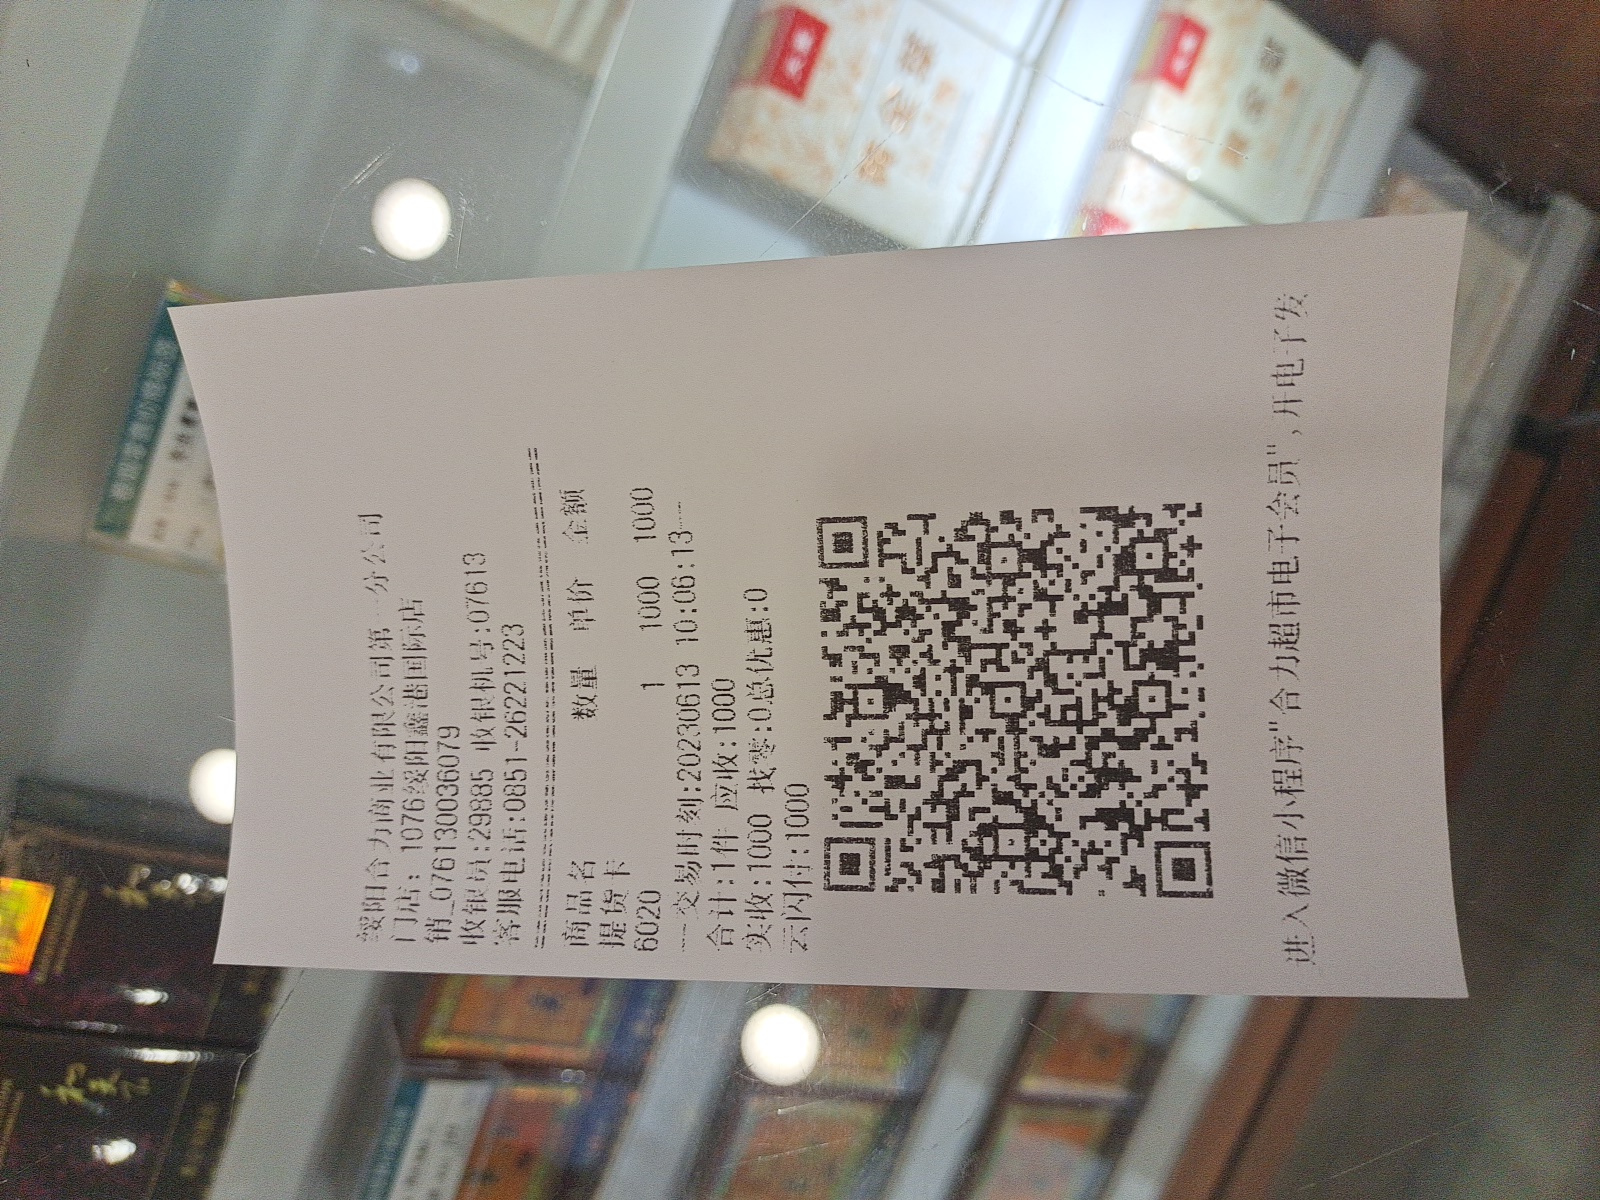 绥阳合力商业有限公司第一分公司
门店: 1076绥阳鑫港国际店
销_076130036079
收银员:29885 收银机号:07613
客服电话:0851-26221223
商品名 数量 单价 金额
提货卡
6020 1 1000 1000
---交易时刻:20230613 10:06:13---
合计:1件 应收:1000
实收:1000 找零:0总优惠:0
云闪付:1000
进入微信小程序"合力超市电子会员", 开电子发